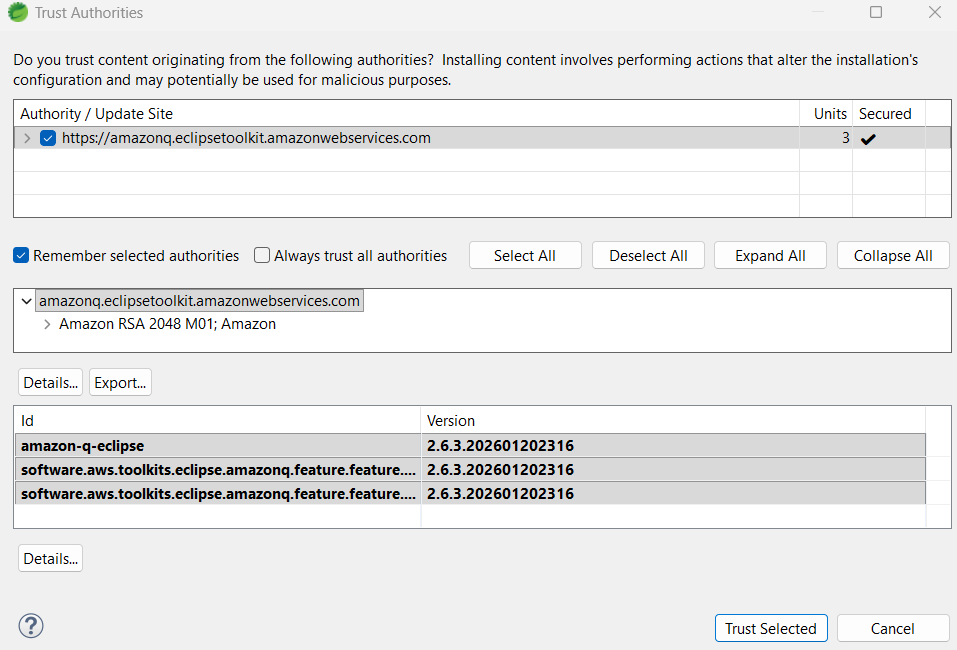 Trust Authorities
Do you trust content originating from the following authorities?  Installing content involves performing actions that alter the installation's
configuration and may potentially be used for malicious purposes.
Authority / Update Site Units Secured
https://amazonq.eclipsetoolkit.amazonwebservices.com 3
Remember selected authorities Always trust all authorities Select All Deselect All Expand All Collapse All
amazonq.eclipsetoolkit.amazonwebservices.com
Amazon RSA 2048 M01; Amazon
Details... Export...
Id Version
amazon-q-eclipse 2.6.3.202601202316
software.aws.toolkits.eclipse.amazonq.feature.feature.... 2.6.3.202601202316
software.aws.toolkits.eclipse.amazonq.feature.feature.... 2.6.3.202601202316
Details...
? Trust Selected Cancel